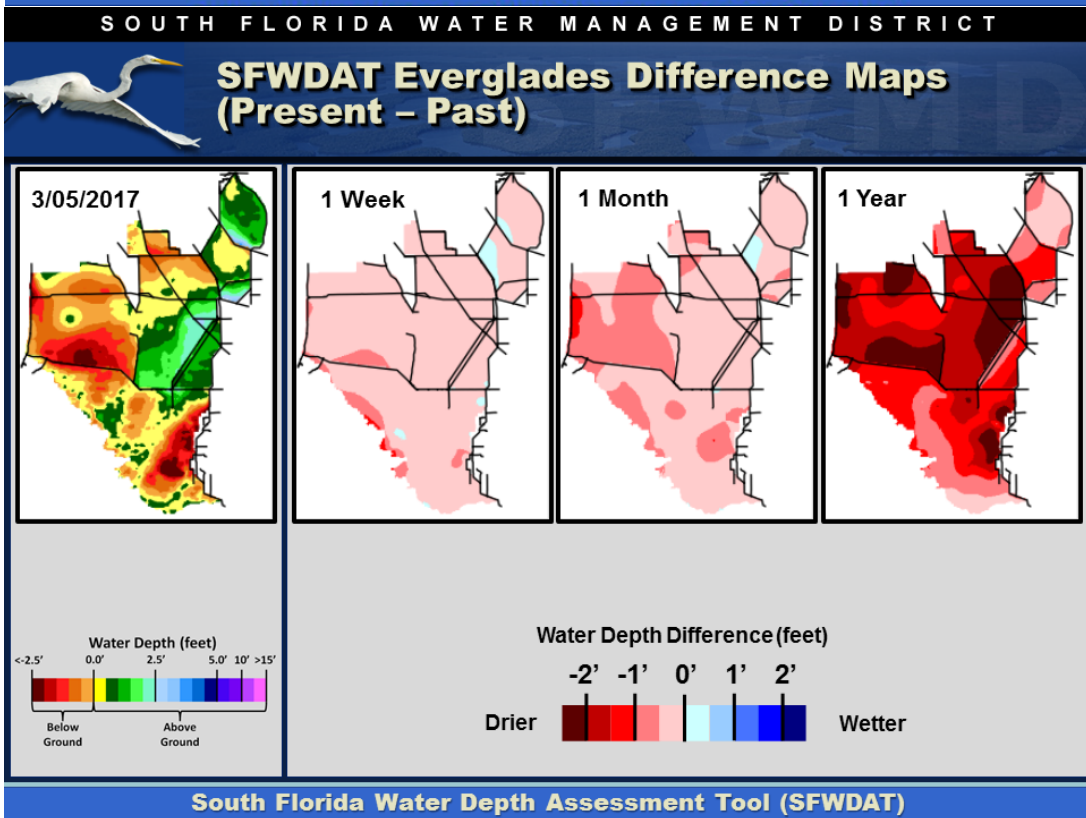 SOUTH FLORIDA WATER MANAGEMENT DISTRICT
SFWDAT Everglades Difference Maps
(Present – Past)
SFWMD
3/05/2017
1 Week
1 Month
1 Year
Water Depth (feet)
<-2.5' 0.0' 2.5' 5.0' 10' >15'
Below
Ground
Above
Ground
Water Depth Difference (feet)
-2' -1' 0' 1' 2'
Drier
Wetter
South Florida Water Depth Assessment Tool (SFWDAT)